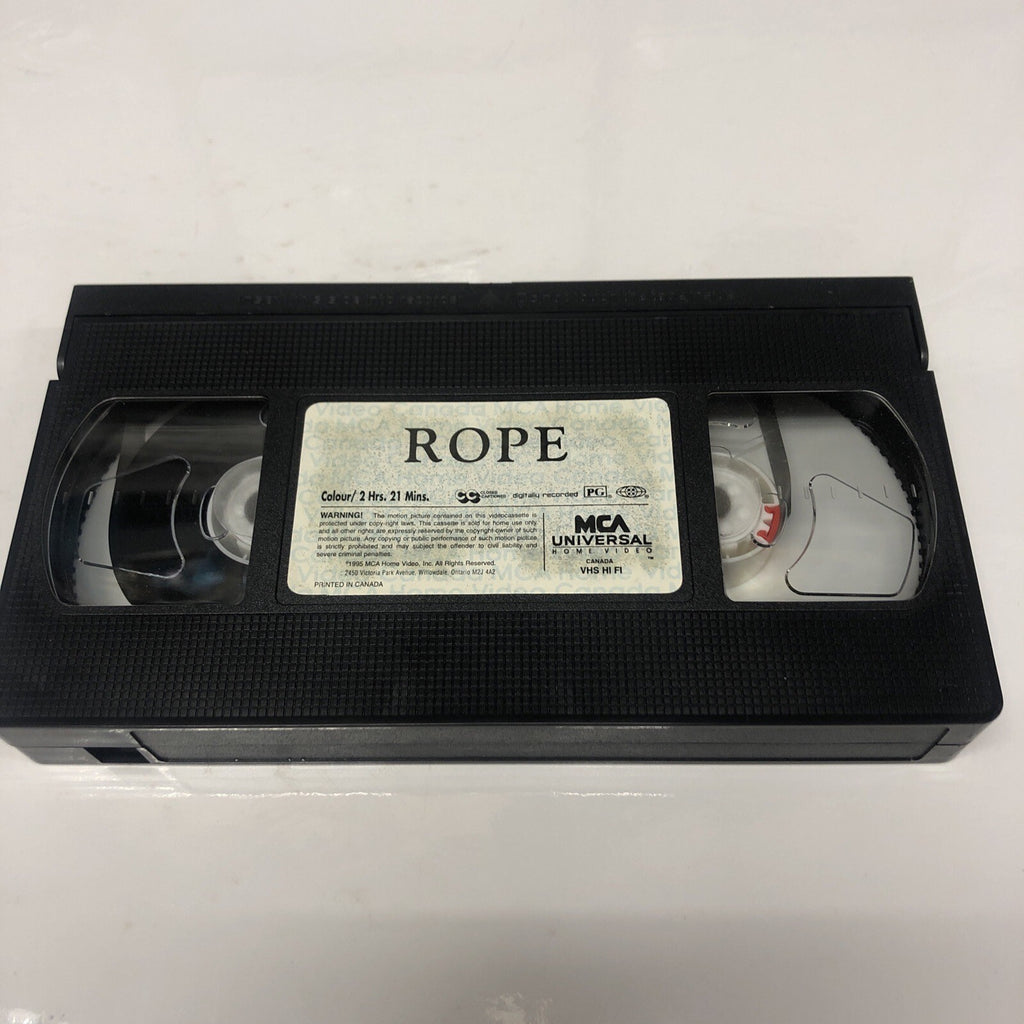 ROPE
Colour/ 2 Hrs. 21 Mins. CC CLOSED CAPTIONED digitally recorded PG
WARNING! The motion picture contained on this videocassette is
protected under copy-right laws. This cassette is sold for home use only
and all other rights are expressly reserved by the copyright-owner of such
motion picture. Any copying or public performance of such motion picture,
is strictly prohibited and may subject the offender to civil liability and
severe criminal penalties.
©1995 MCA Home Video, Inc. All Rights Reserved.
2450 Victoria Park Avenue, Willowdale, Ontario M2J 4A2
PRINTED IN CANADA
MCA
UNIVERSAL
HOME VIDEO ™
CANADA
VHS HI FI